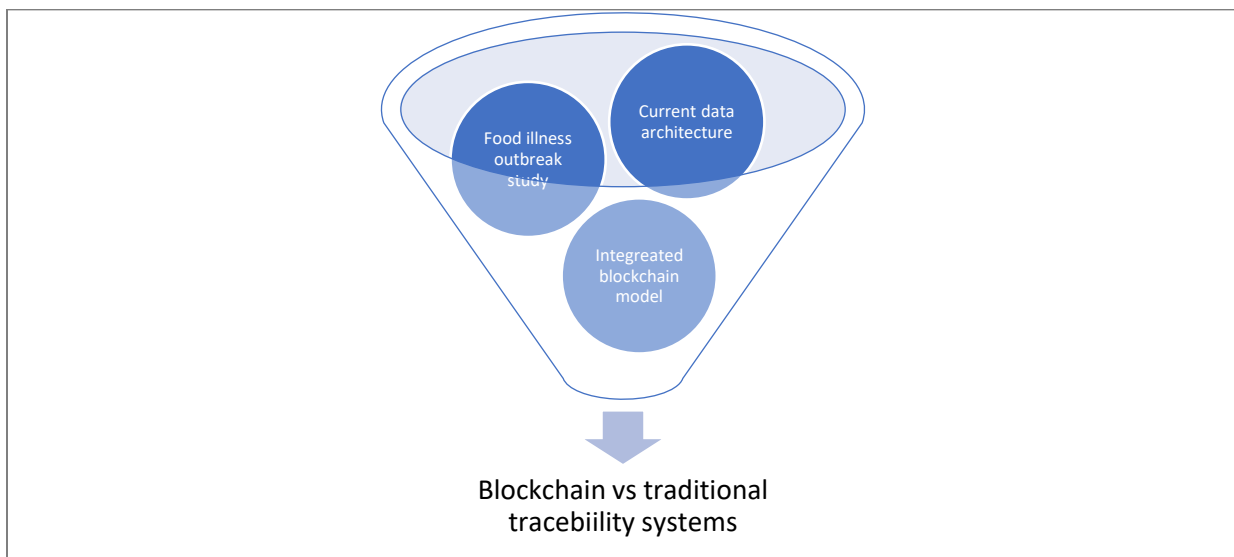 Current data
architecture
Food illness
outbreak
study
Integreated
blockchain
model
Blockchain vs traditional
tracebiility systems